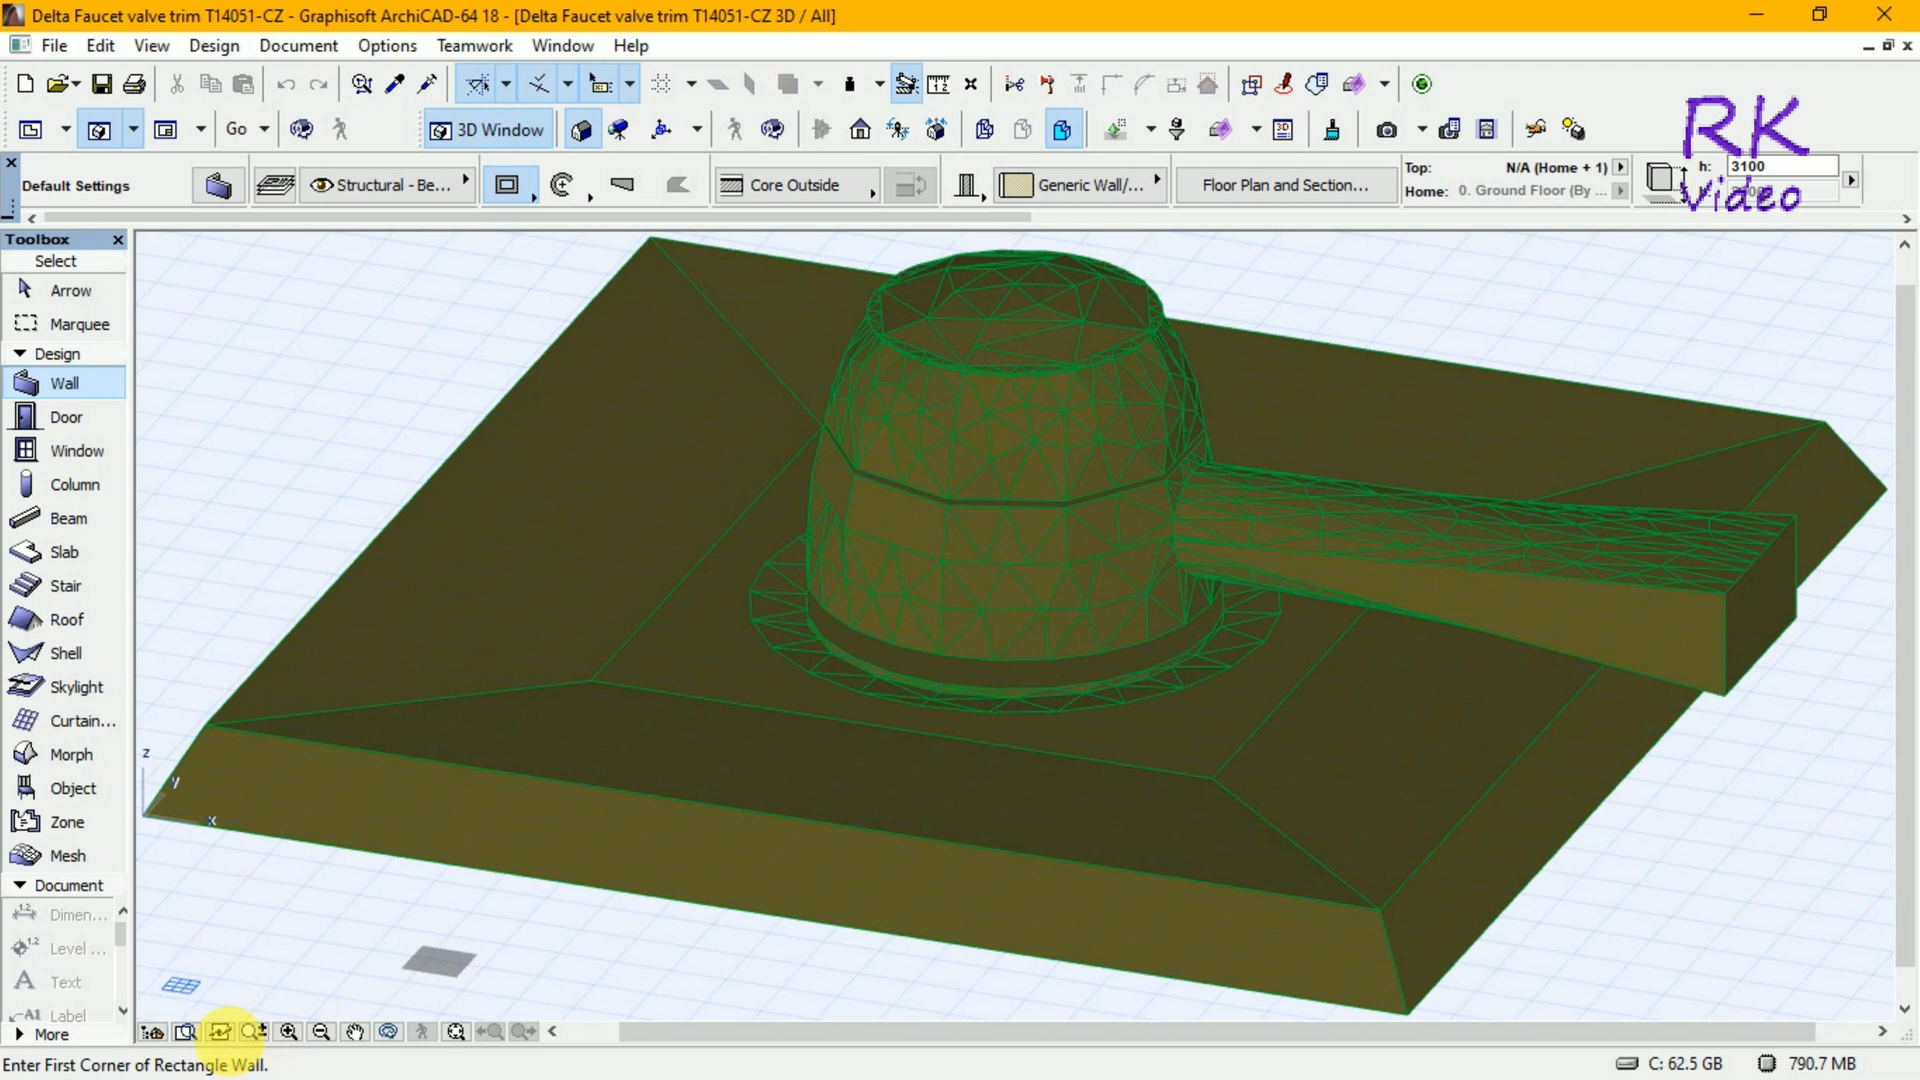 Delta Faucet valve trim T14051-CZ - Graphisoft ArchiCAD-64 18 - [Delta Faucet valve trim T14051-CZ 3D / All]
File Edit View Design Document Options Teamwork Window Help
Go 3D Window
RK
Video
Default Settings
Structural - Be...
Core Outside
Generic Wall/...
Floor Plan and Section...
Top: N/A (Home + 1)
Home: 0. Ground Floor (By ...
h: 3100
Toolbox
Select
Arrow
Marquee
Design
Wall
Door
Window
Column
Beam
Slab
Stair
Roof
Shell
Skylight
Curtain...
Morph
Object
Zone
Mesh
Document
Dimen...
Level ...
Text
Label
More
z
y
x
Enter First Corner of Rectangle Wall.
C: 62.5 GB
790.7 MB